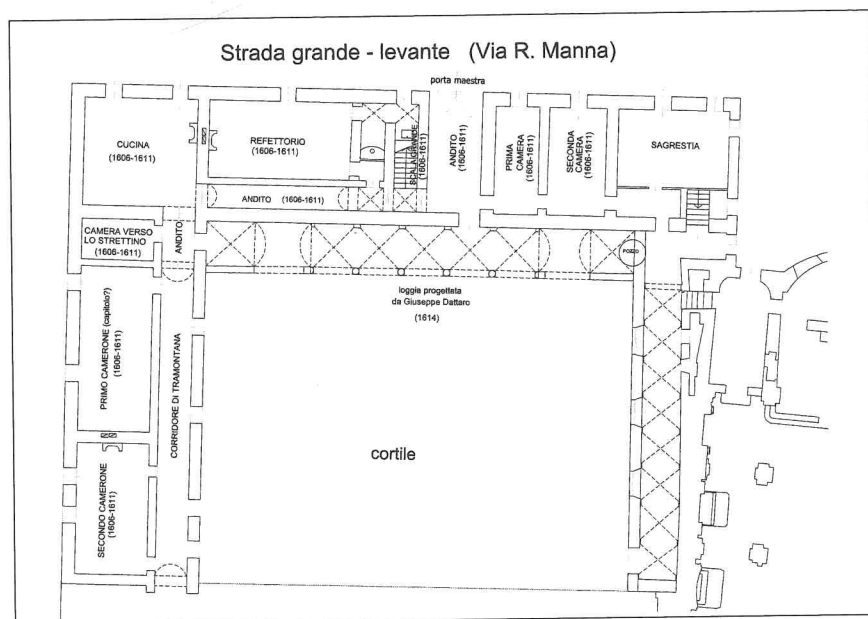 Strada grande - levante (Via R. Manna)
porta maestra
CUCINA
(1606-1611)
REFETTORIO
(1606-1611)
SCALA GRANDE
(1606-1611)
ANDITO
(1606-1611)
PRIMA
CAMERA
(1606-1611)
SECONDA
CAMERA
(1606-1611)
SAGRESTIA
ANDITO (1606-1611)
CAMERA VERSO
LO STRETTINO
(1606-1611)
ANDITO
POZZO
loggia progettata
da Giuseppe Dattaro
(1614)
PRIMO CAMERONE (capitolo?)
(1606-1611)
CORRIDORE DI TRAMONTANA
cortile
SECONDO CAMERONE
(1606-1611)